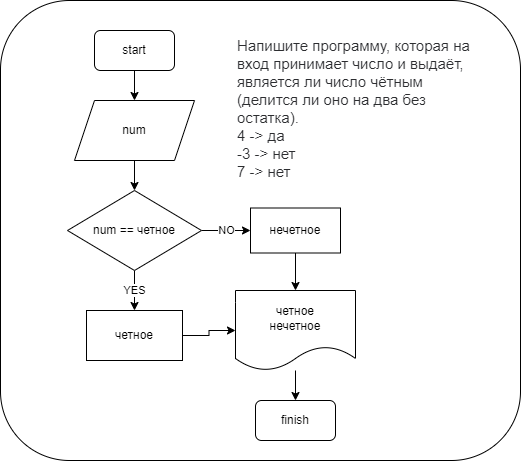 start
Напишите программу, которая на
вход принимает число и выдаёт,
является ли число чётным
(делится ли оно на два без
остатка).
4 -> да
-3 -> нет
7 -> нет
num
num == четное
NO
нечетное
YES
четное
четное
нечетное
finish